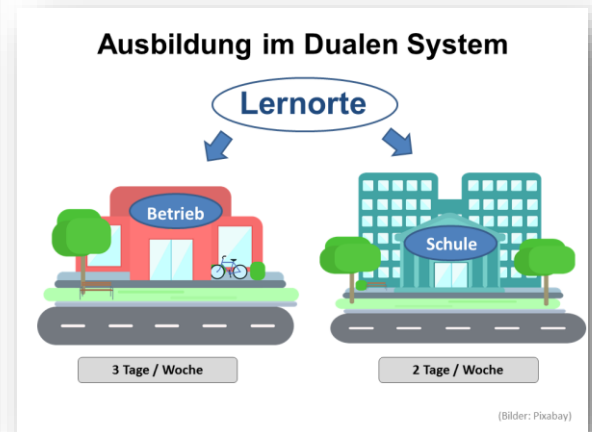 Ausbildung im Dualen System
Lernorte
Betrieb
Schule
3 Tage / Woche
2 Tage / Woche
(Bilder: Pixabay)